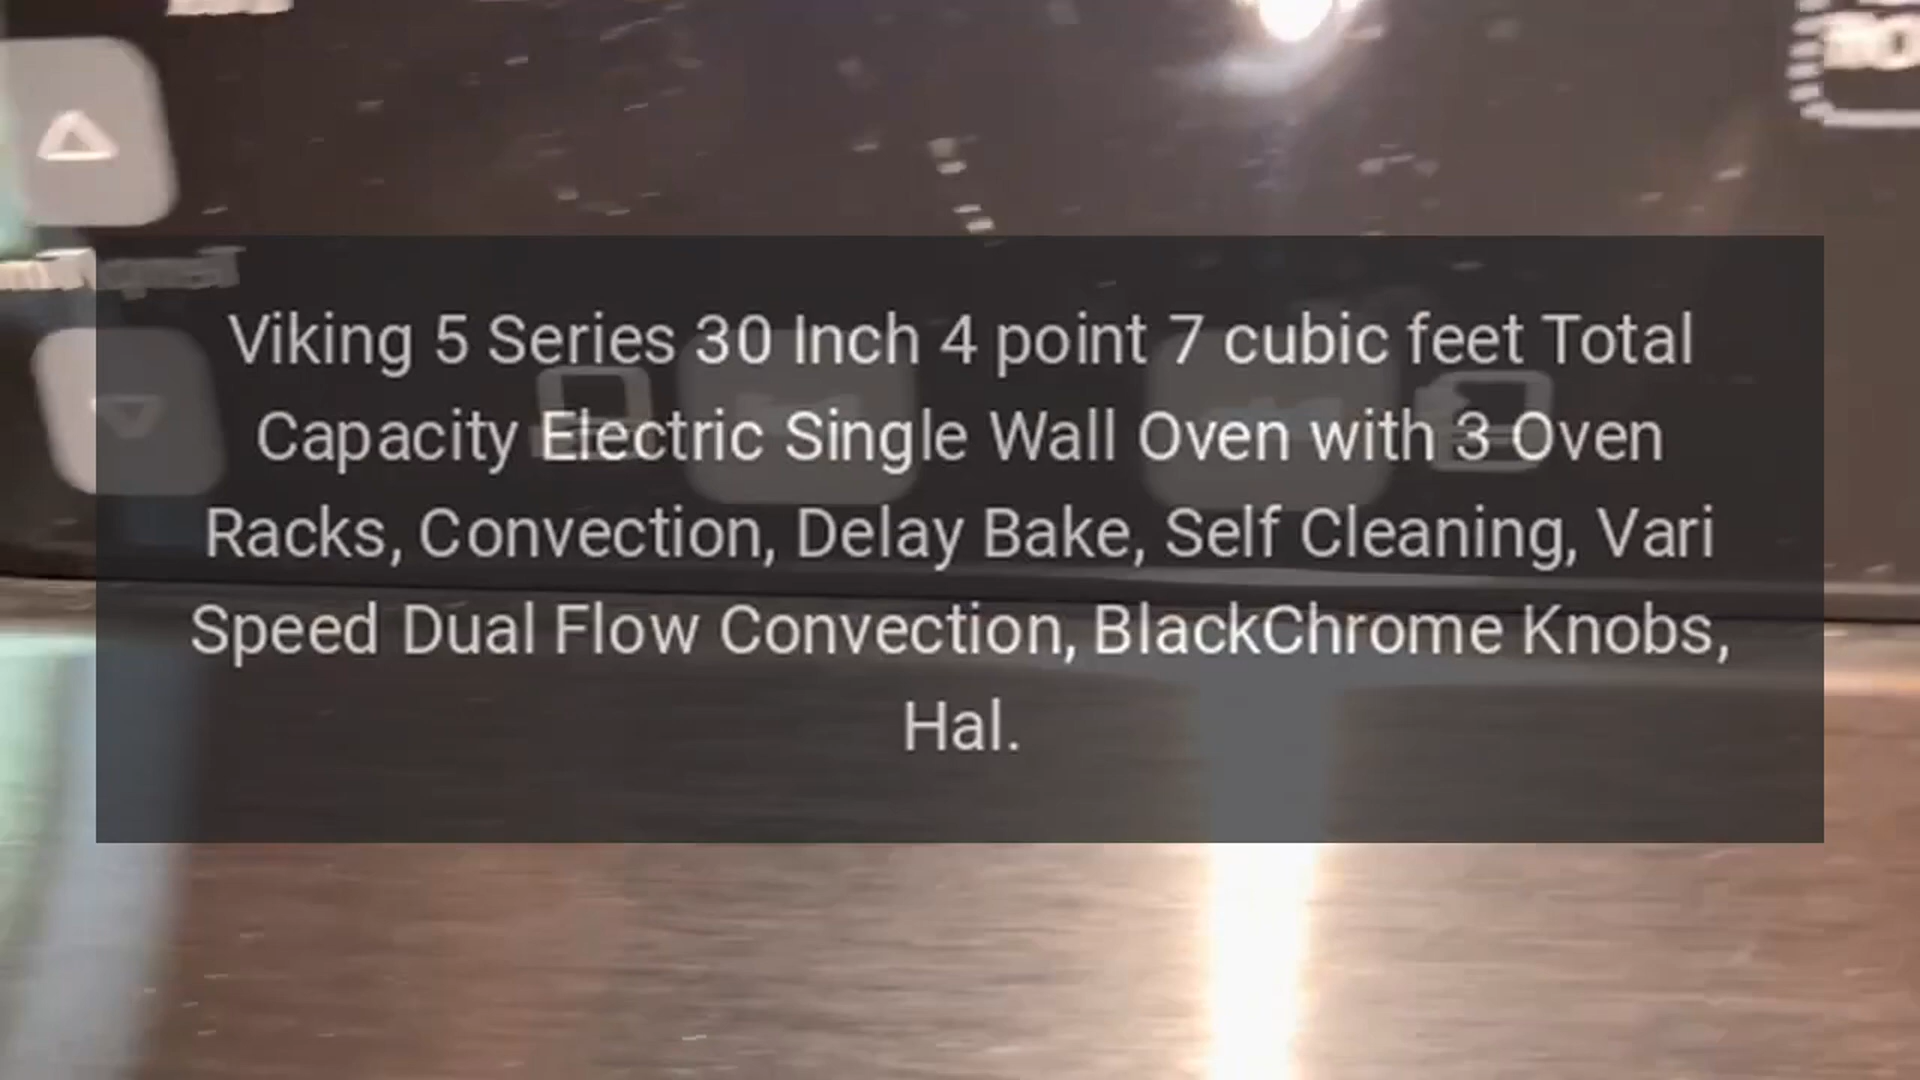 Viking 5 Series 30 Inch 4 point 7 cubic feet Total
Capacity Electric Single Wall Oven with 3 Oven
Racks, Convection, Delay Bake, Self Cleaning, Vari
Speed Dual Flow Convection, BlackChrome Knobs,
Hal.